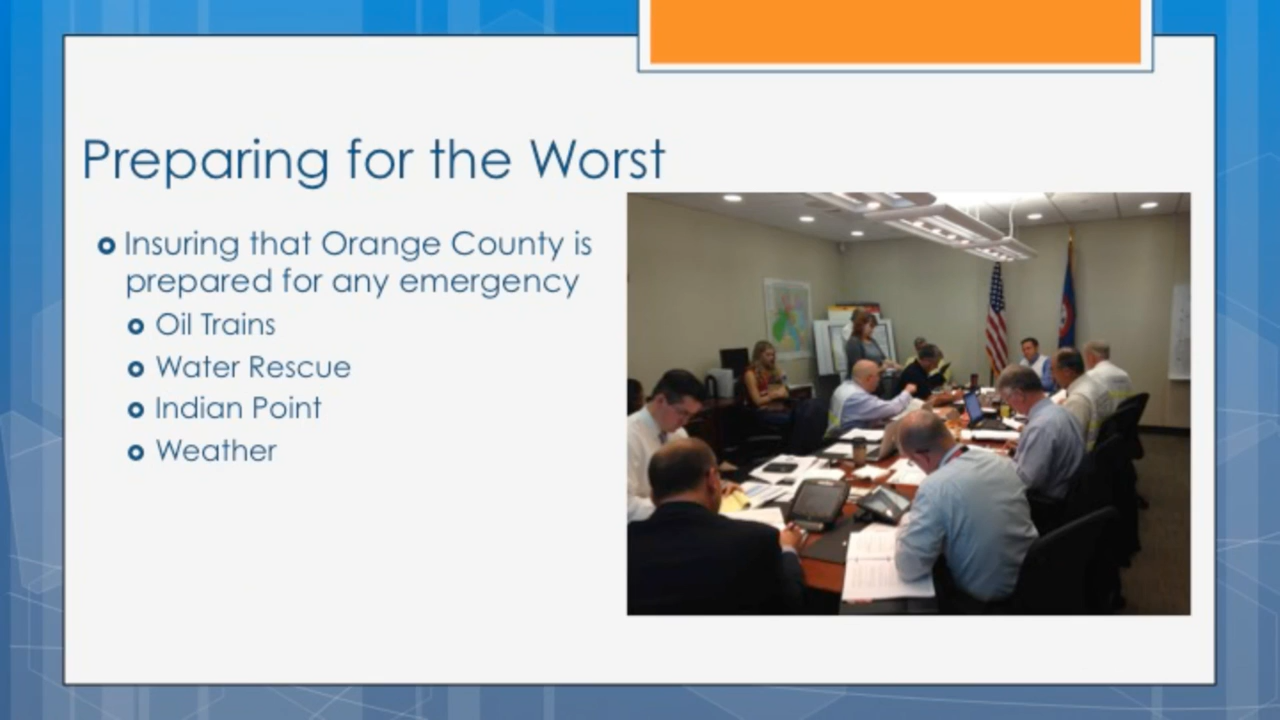 Preparing for the Worst
Insuring that Orange County is
prepared for any emergency
Oil Trains
Water Rescue
Indian Point
Weather